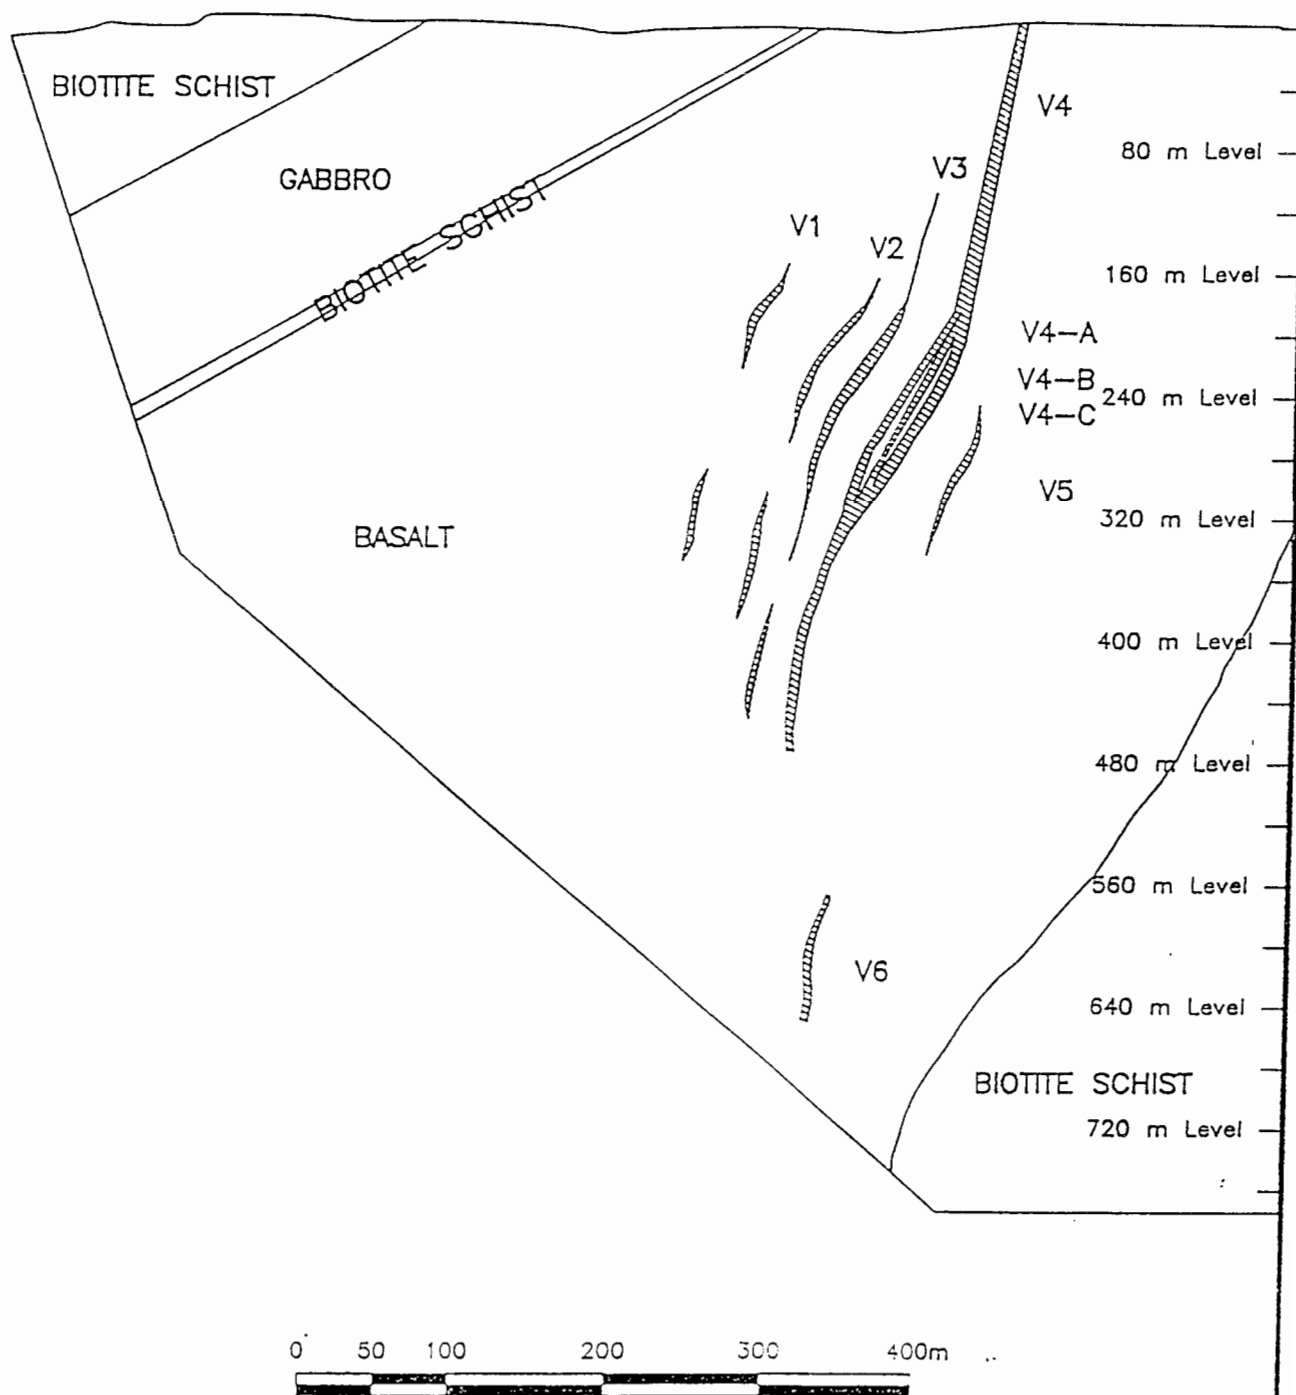 BIOTITE SCHIST
V4
80 m Level
V3
GABBRO
BIOTITE SCHIST
V1
V2
160 m Level
V4-A
V4-B
240 m Level
V4-C
V5
320 m Level
BASALT
400 m Level
480 m Level
560 m Level
V6
640 m Level
BIOTITE SCHIST
720 m Level
0 50 100 200 300 400m